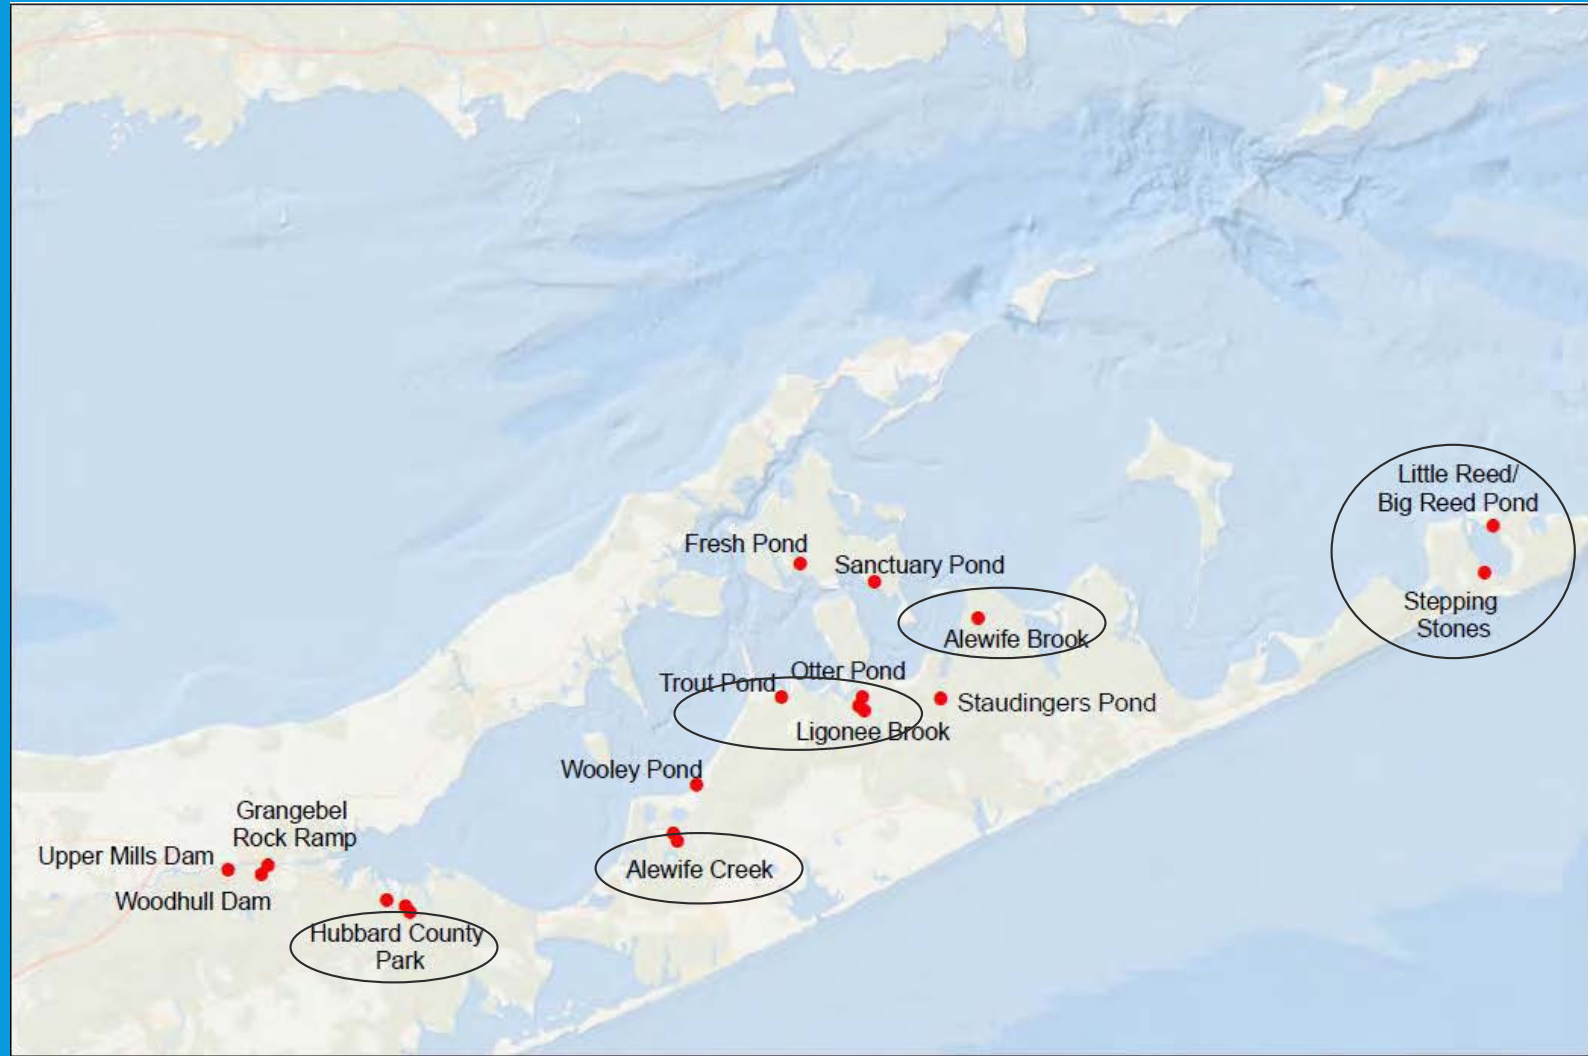 Little Reed/
Big Reed Pond
Fresh Pond
Sanctuary Pond
Stepping
Stones
Alewife Brook
Otter Pond
Trout Pond
Staudingers Pond
Ligonee Brook
Wooley Pond
Grangebel
Rock Ramp
Upper Mills Dam
Alewife Creek
Woodhull Dam
Hubbard County
Park